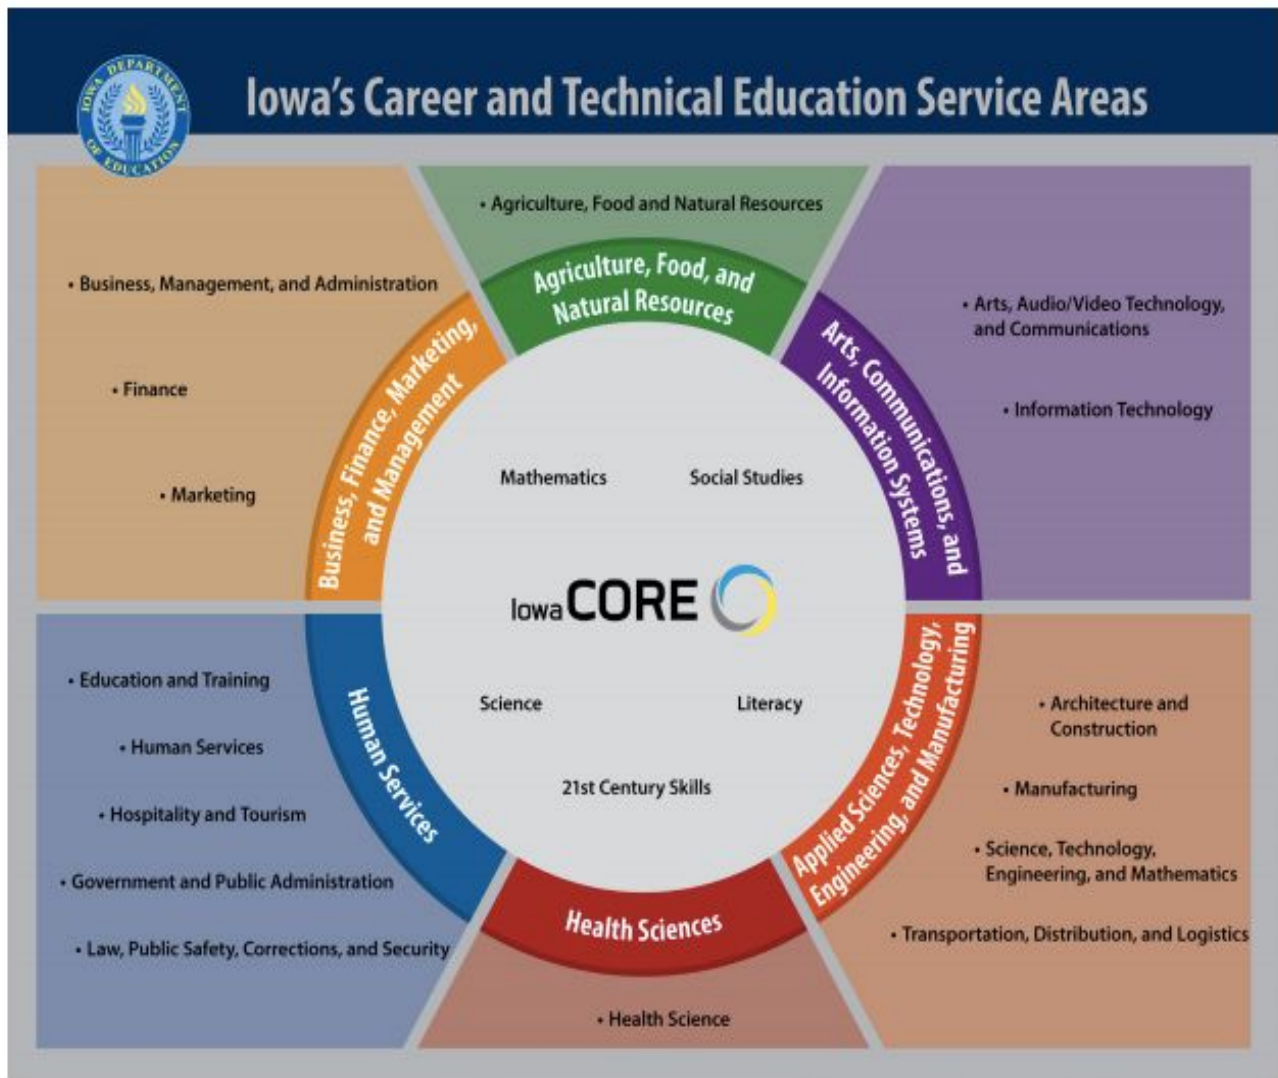 IOWA DEPARTMENT
OF EDUCATION
Iowa's Career and Technical Education Service Areas
• Agriculture, Food and Natural Resources
Agriculture, Food, and
Natural Resources
• Business, Management, and Administration
• Finance
• Marketing
Business, Finance, Marketing,
and Management
• Arts, Audio/Video Technology,
and Communications
• Information Technology
Arts, Communications, and
Information Systems
Mathematics
Social Studies
Iowa CORE
Science
Literacy
21st Century Skills
• Education and Training
• Human Services
• Hospitality and Tourism
• Government and Public Administration
• Law, Public Safety, Corrections, and Security
Human Services
Applied Sciences, Technology,
Engineering, and Manufacturing
• Architecture and
Construction
• Manufacturing
• Science, Technology,
Engineering, and Mathematics
• Transportation, Distribution, and Logistics
Health Sciences
• Health Science